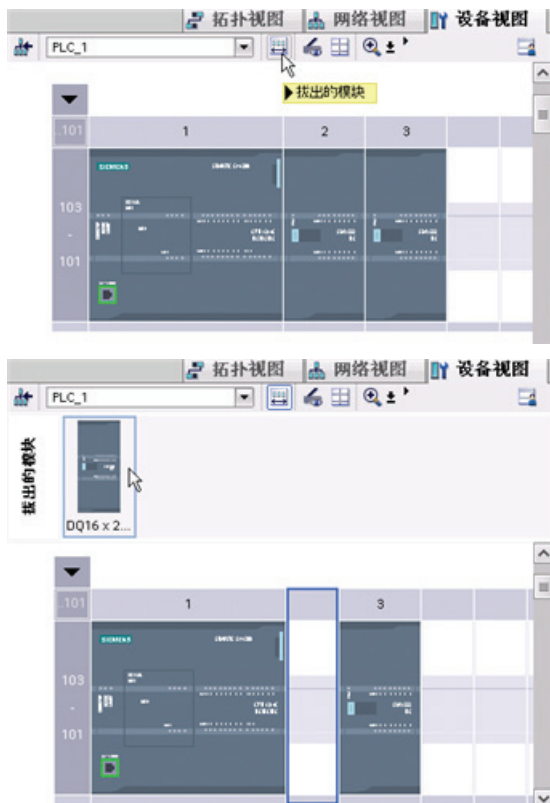 拓扑视图 网络视图 设备视图
PLC_1
拔出的模块
..101 1 2 3
SIEMENS
103
-
101
拓扑视图 网络视图 设备视图
PLC_1
拔出的模块
DQ16 x 2...
..101 1 3
SIEMENS
103
-
101